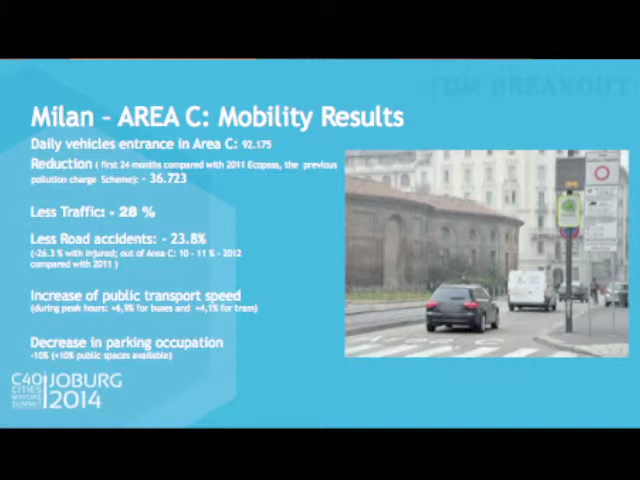 TDM BREAKOUT
Milan - AREA C: Mobility Results
Daily vehicles entrance in Area C: 92.175
Reduction ( first 24 months compared with 2011 Ecopass, the previous
pollution charge Scheme): - 36.723
Less Traffic: - 28 %
Less Road accidents: - 23.8%
(-26.3 % with injured; out of Area C: 10 - 11 % - 2012
compared with 2011 )
Increase of public transport speed
(during peak hours: +6,9% for buses and +4,1% for tram)
Decrease in parking occupation
-10% (+10% public spaces available)
C40 JOBURG
CITIES
MAYORS
SUMMIT 2014